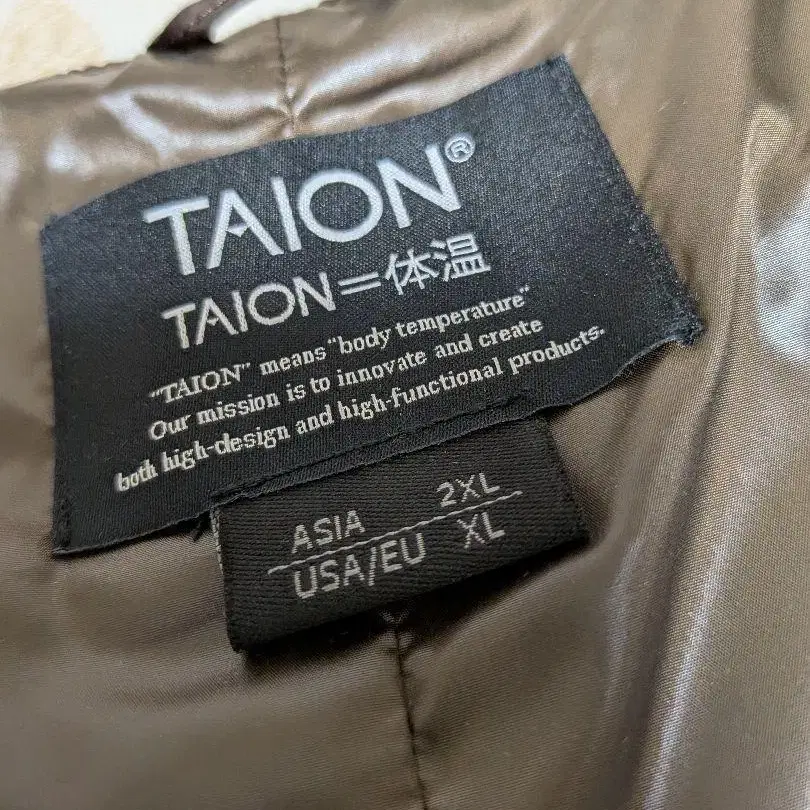 TAION®
TAION=体温
"TAION" means "body temperature"
Our mission is to innovate and create
both high-design and high-functional products.
ASIA 2XL
USA/EU XL